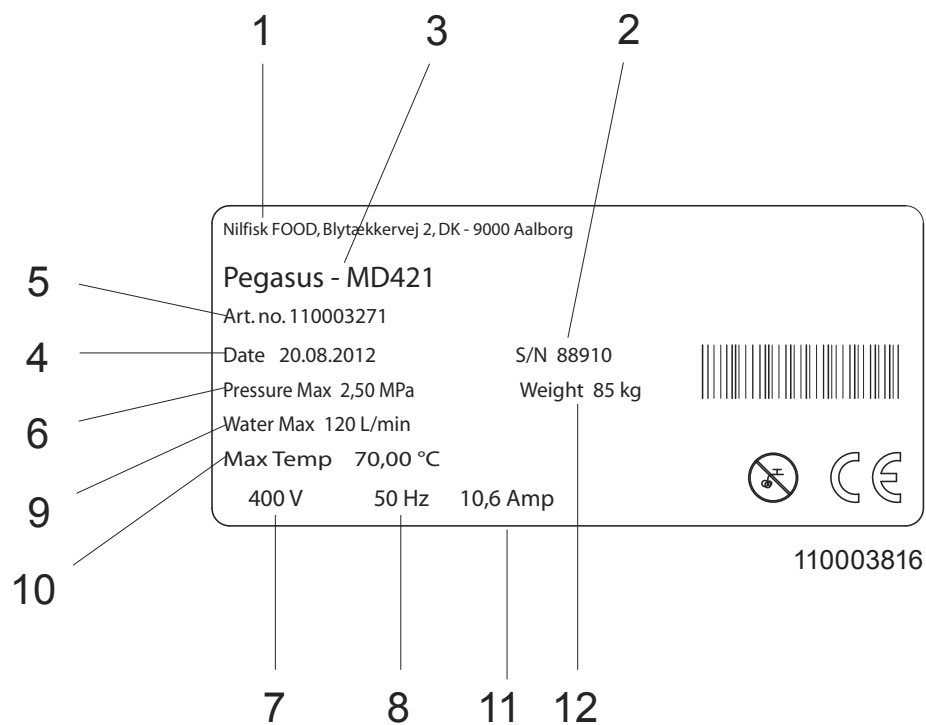 1 3 2
Nilfisk FOOD, Blytækkervej 2, DK - 9000 Aalborg
Pegasus - MD421
5 Art. no. 110003271
4 Date 20.08.2012 S/N 88910
6 Pressure Max 2,50 MPa Weight 85 kg
9 Water Max 120 L/min
10 Max Temp 70,00 °C
400 V 50 Hz 10,6 Amp
CE
110003816
7 8 11 12